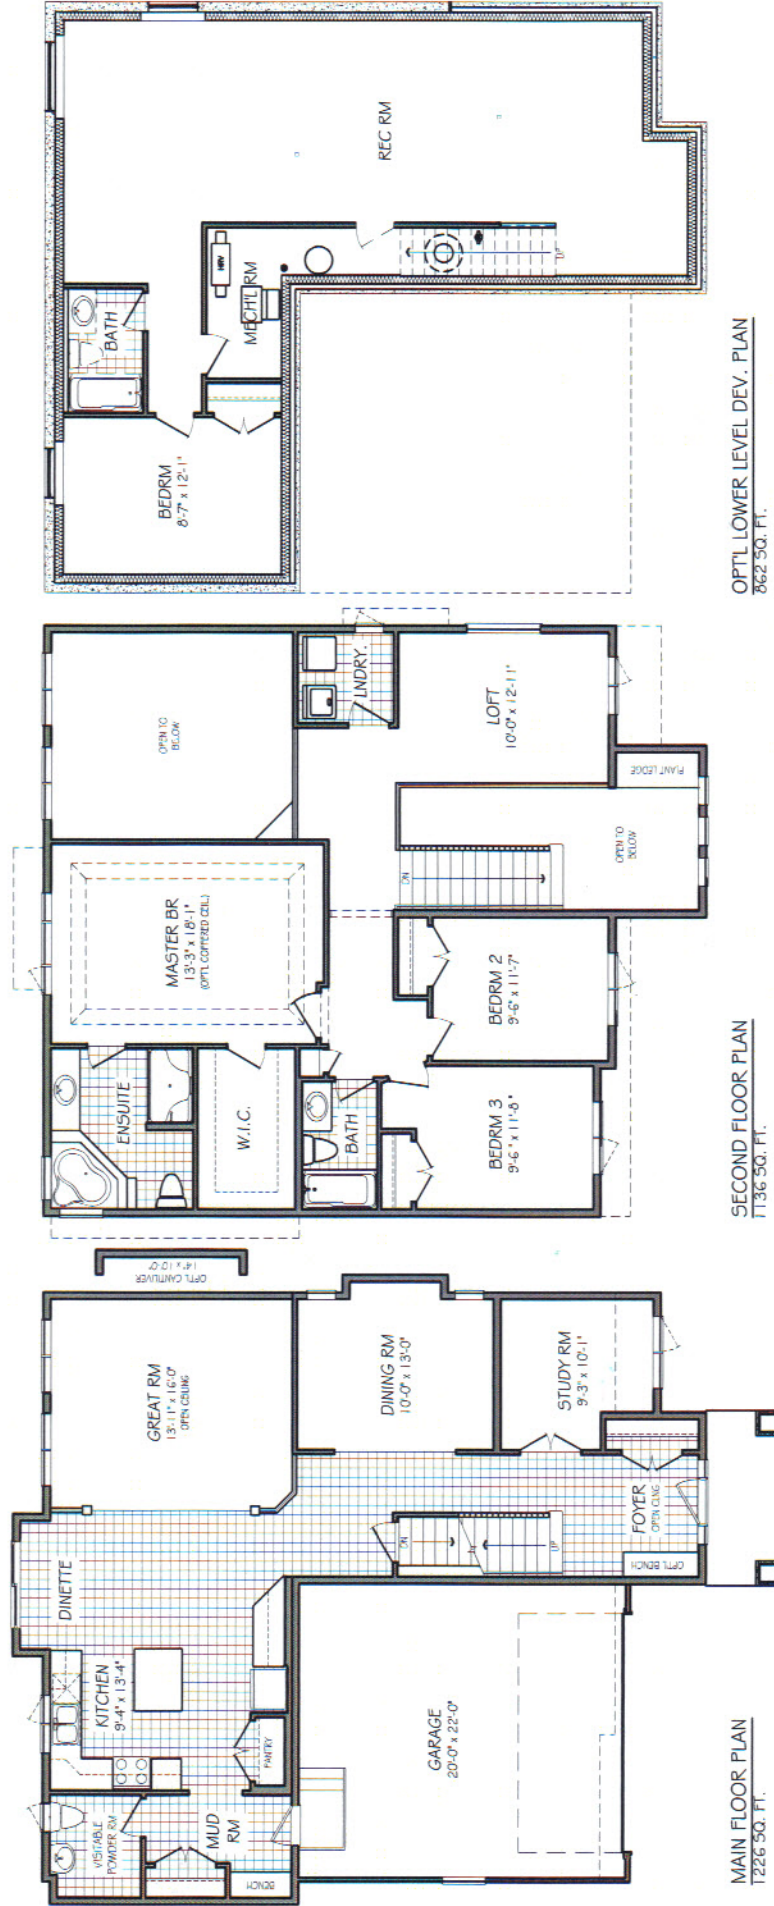 VISITABLE
POWDER RM
MUD
RM
BENCH
KITCHEN
9'-4" x 13'-4"
PANTRY
DINETTE
GREAT RM
13'-11" x 16'-0"
OPEN CEILING
OPT'L CANTILIVER
1'4" x 10'-0"
DINING RM
10'-0" x 13'-0"
STUDY RM
9'-3" x 10'-1"
DN
UP
FOYER
OPEN CLNG
OPT'L BENCH
GARAGE
20'-0" x 22'-0"
MAIN FLOOR PLAN
1226 SQ. FT.
ENSUITE
W.I.C.
MASTER BR
13'-3" x 18'-1"
(OPT'L COFFERED CEIL.)
OPEN TO
BELOW
LNDRY.
BATH
BEDRM 3
9'-6" x 11'-8"
BEDRM 2
9'-6" x 11'-7"
DN
LOFT
10'-0" x 12'-11"
OPEN TO
BELOW
PLANT LEDGE
SECOND FLOOR PLAN
1136 SQ. FT.
BEDRM
8'-7" x 12'-1"
BATH
MECH'L RM
HRV
REC RM
UP
OPT'L LOWER LEVEL DEV. PLAN
862 SQ. FT.